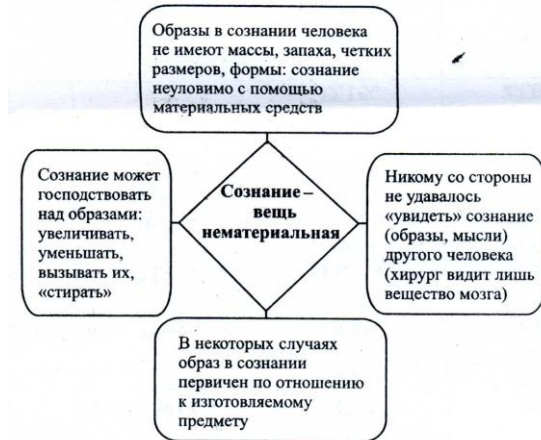 Образы в сознании человека
не имеют массы, запаха, четких
размеров, формы: сознание
неуловимо с помощью
материальных средств
Сознание может
господствовать
над образами:
увеличивать,
уменьшать,
вызывать их,
«стирать»
Сознание –
вещь
нематериальная
Никому со стороны
не удавалось
«увидеть» сознание
(образы, мысли)
другого человека
(хирург видит лишь
вещество мозга)
В некоторых случаях
образ в сознании
первичен по отношению
к изготовляемому
предмету